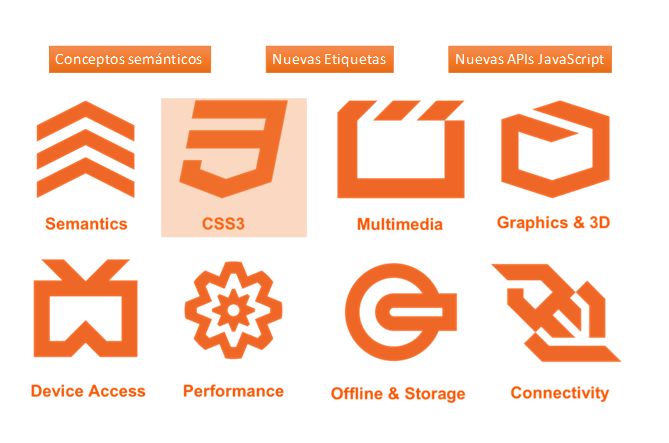 Conceptos semánticos
Nuevas Etiquetas
Nuevas APIs JavaScript
Semantics
CSS3
Multimedia
Graphics & 3D
Device Access
Performance
Offline & Storage
Connectivity